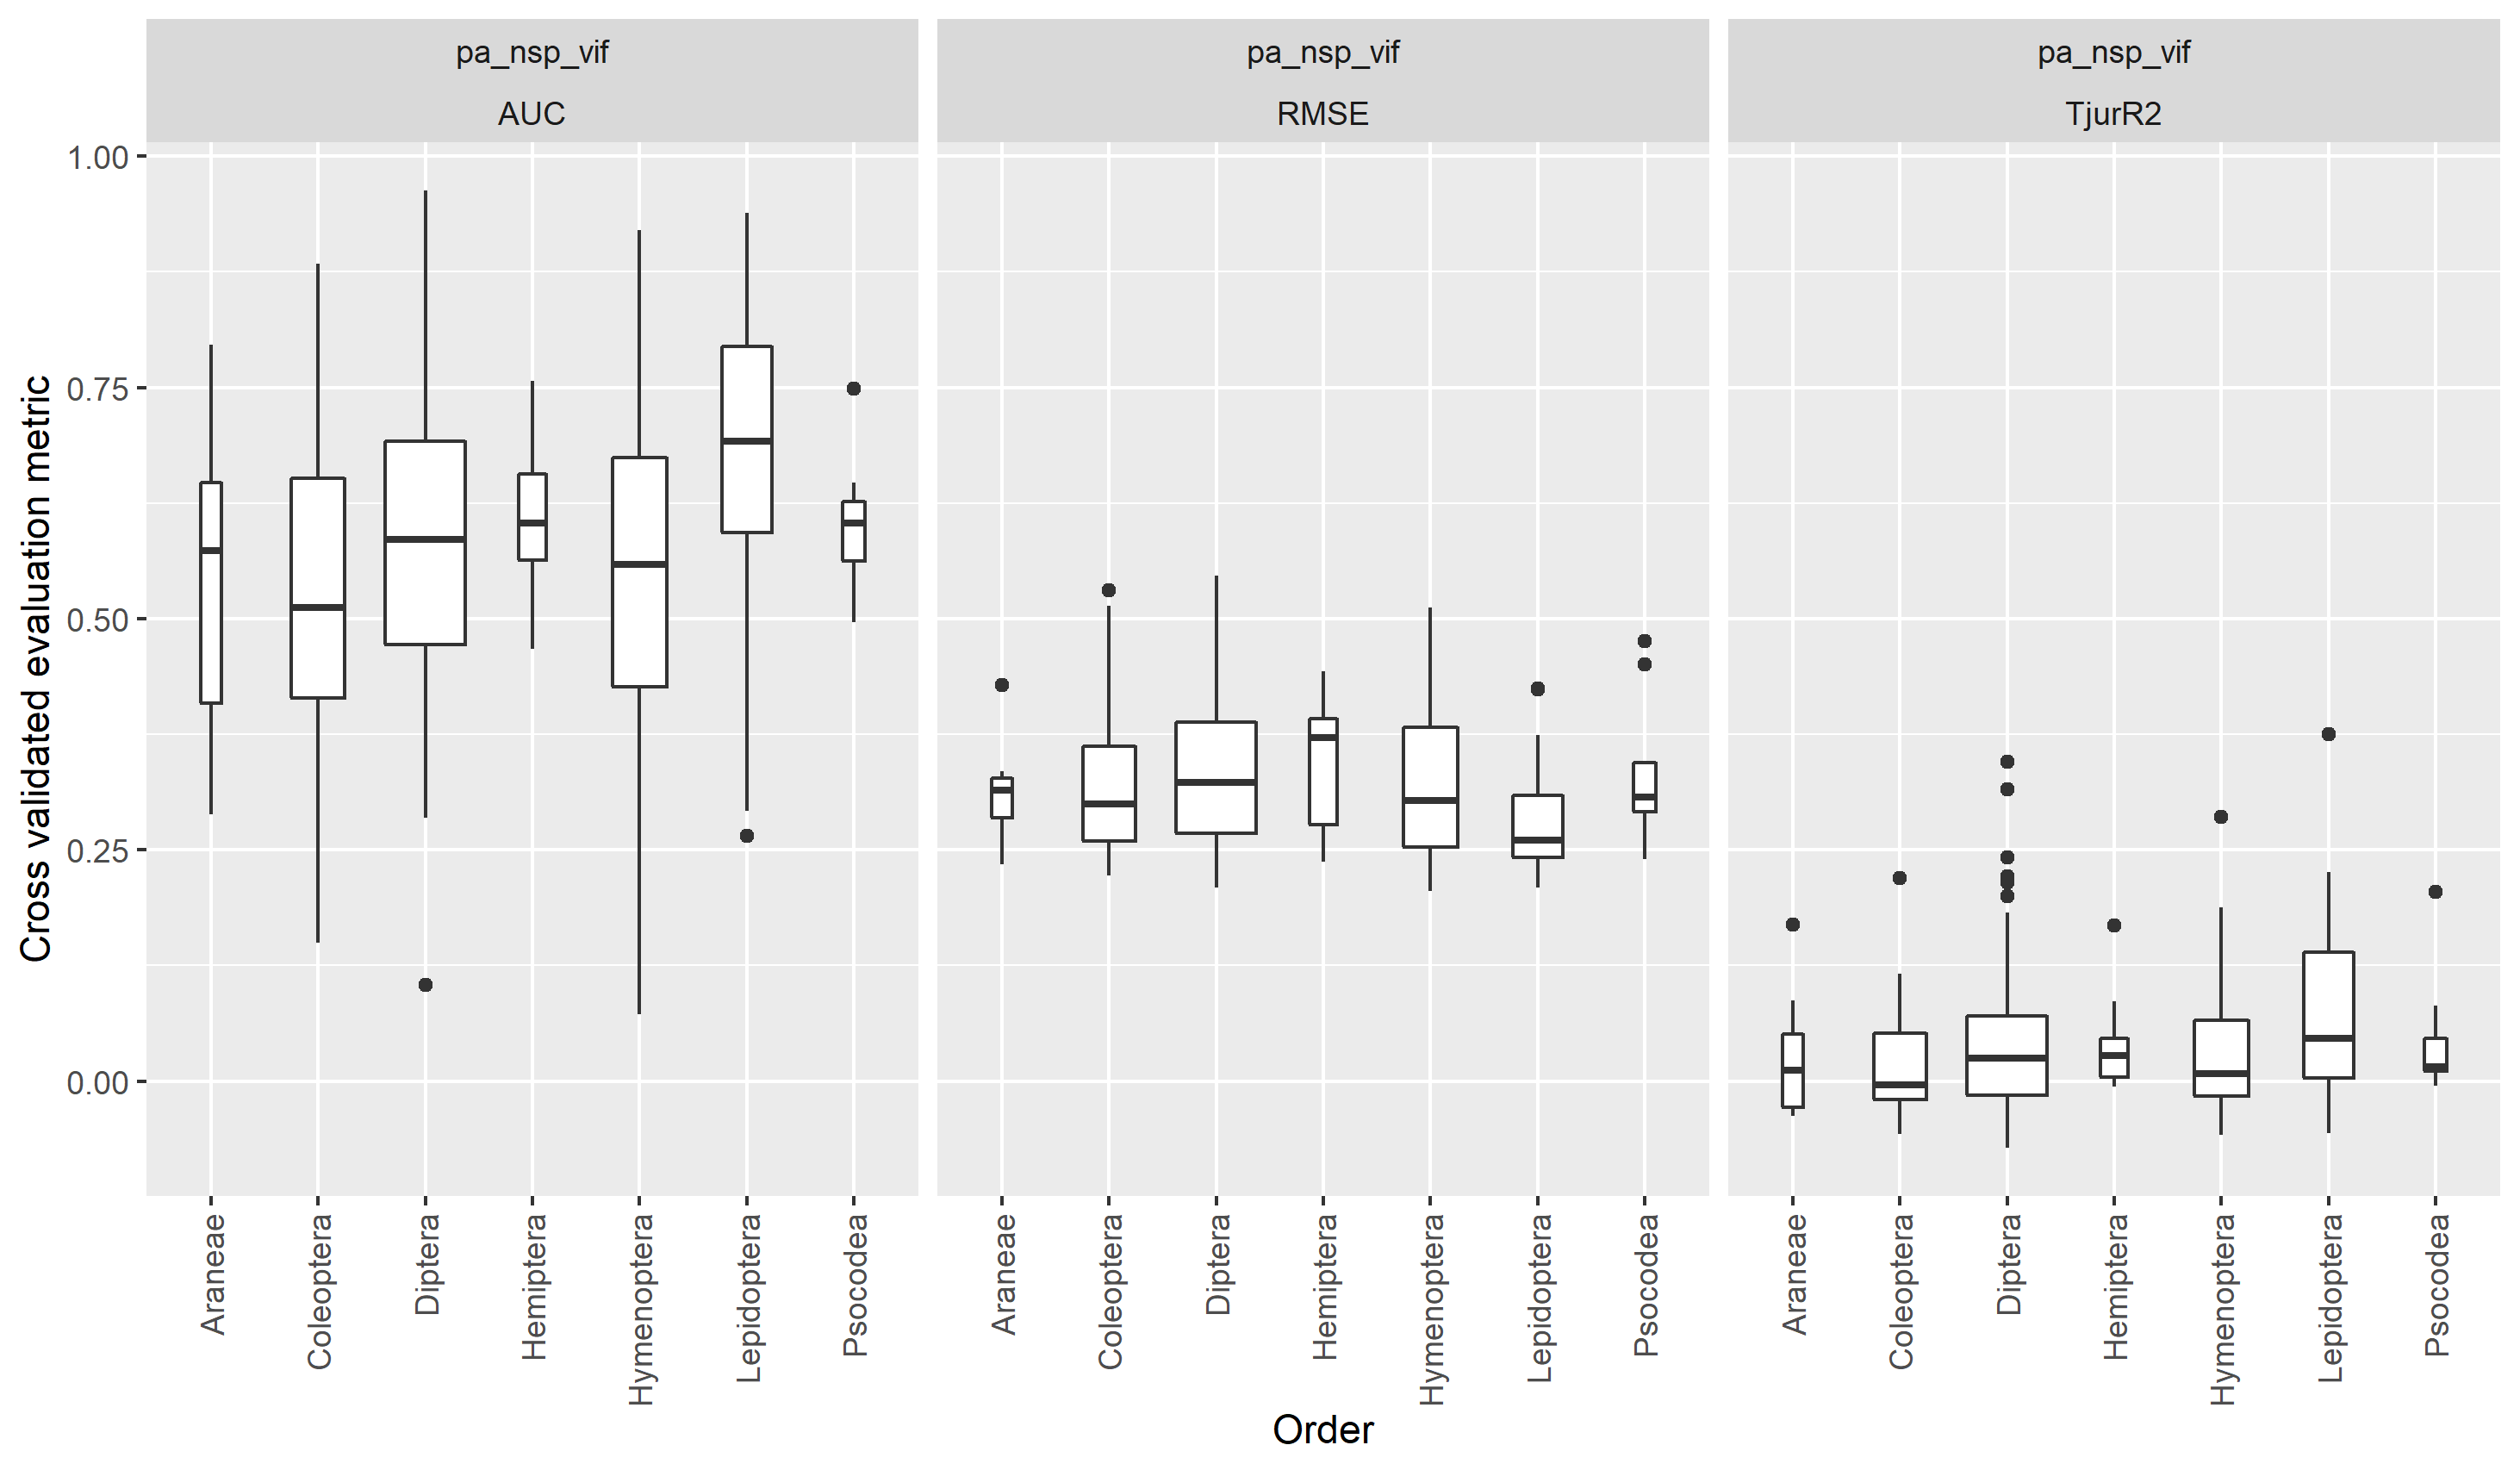 pa_nsp_vif
AUC
pa_nsp_vif
RMSE
pa_nsp_vif
TjurR2
Cross validated evaluation metric
1.00
0.75
0.50
0.25
0.00
Araneae
Coleoptera
Diptera
Hemiptera
Hymenoptera
Lepidoptera
Psocodea
Araneae
Coleoptera
Diptera
Hemiptera
Hymenoptera
Lepidoptera
Psocodea
Araneae
Coleoptera
Diptera
Hemiptera
Hymenoptera
Lepidoptera
Psocodea
Order